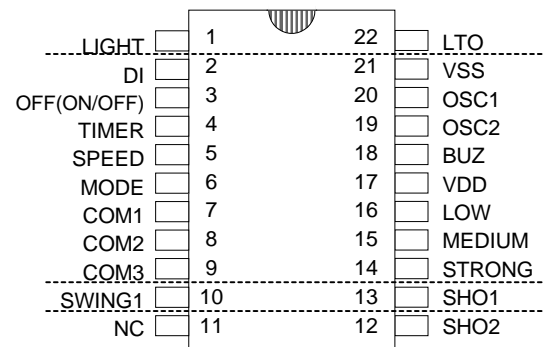 LIGHT 1 22 LTO
DI 2 21 VSS
OFF(ON/OFF) 3 20 OSC1
TIMER 4 19 OSC2
SPEED 5 18 BUZ
MODE 6 17 VDD
COM1 7 16 LOW
COM2 8 15 MEDIUM
COM3 9 14 STRONG
SWING1 10 13 SHO1
NC 11 12 SHO2